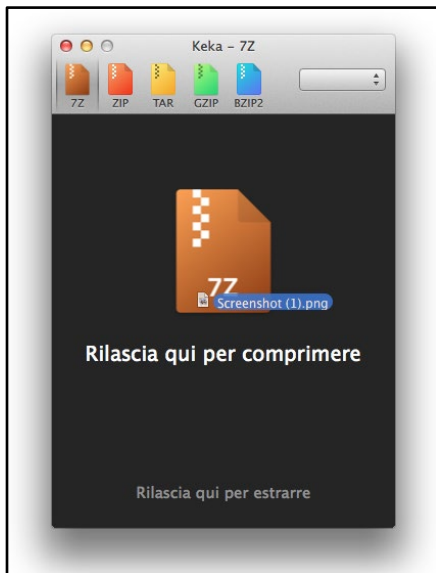 Keka – 7Z
7Z ZIP TAR GZIP BZIP2
7Z
Screenshot (1).png
Rilascia qui per comprimere
Rilascia qui per estrarre